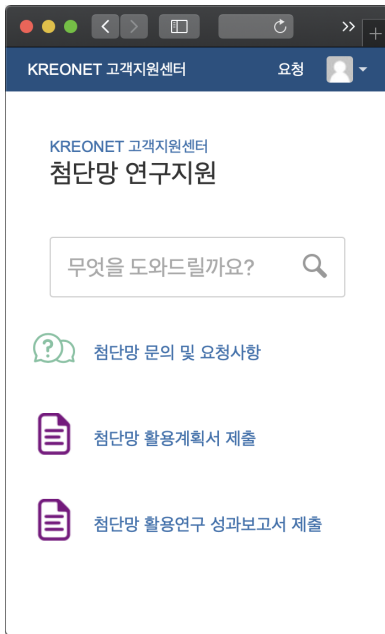 KREONET 고객지원센터 요청
KREONET 고객지원센터
첨단망 연구지원
무엇을 도와드릴까요?
첨단망 문의 및 요청사항
첨단망 활용계획서 제출
첨단망 활용연구 성과보고서 제출